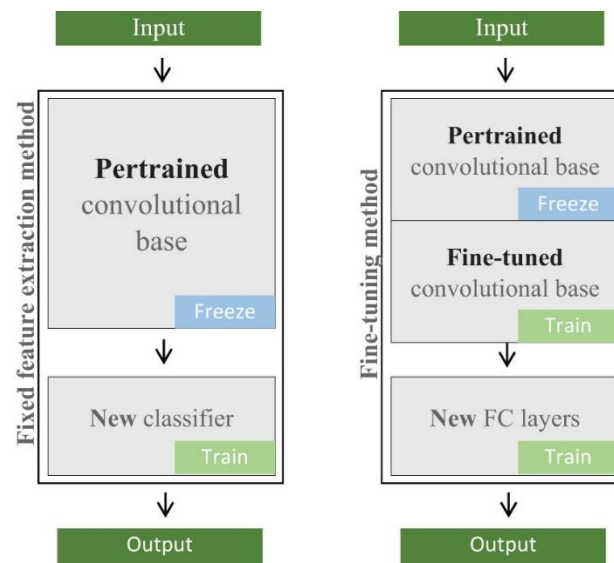 Input
Fixed feature extraction method
Pertrained
convolutional
base
Freeze
New classifier
Train
Output
Input
Fine-tuning method
Pertrained
convolutional base
Freeze
Fine-tuned
convolutional base
Train
New FC layers
Train
Output